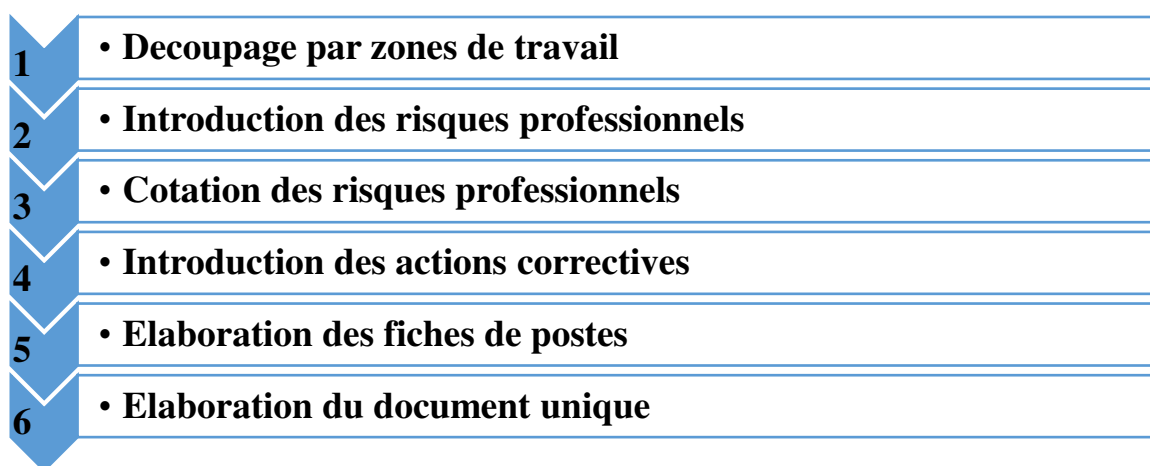 1 • Decoupage par zones de travail
2 • Introduction des risques professionnels
3 • Cotation des risques professionnels
4 • Introduction des actions correctives
5 • Elaboration des fiches de postes
6 • Elaboration du document unique